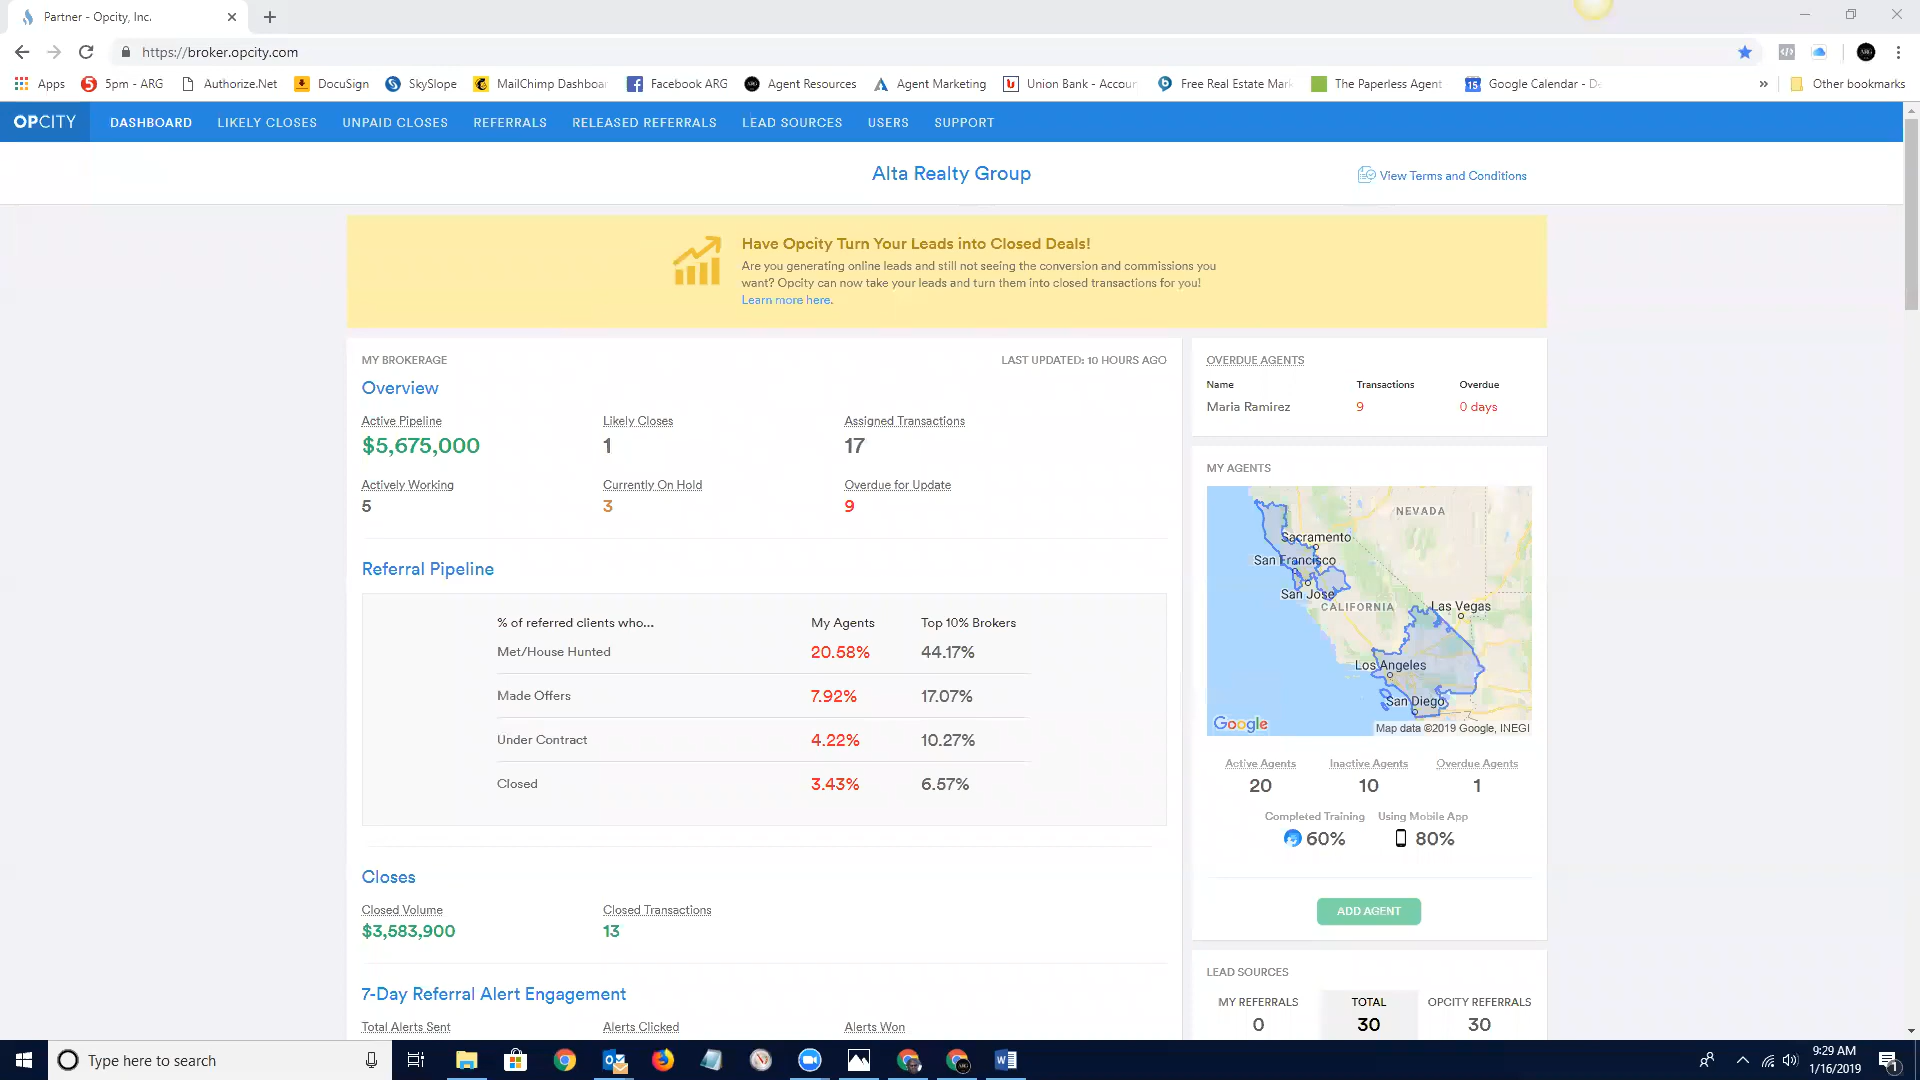 Partner - Opcity, Inc.
https://broker.opcity.com
Apps
5pm - ARG
Authorize.Net
DocuSign
SkySlope
MailChimp Dashboar
Facebook ARG
Agent Resources
Agent Marketing
Union Bank - Accou
Free Real Estate Mar
The Paperless Agent
Google Calendar - D
Other bookmarks
OPCITY
DASHBOARD
LIKELY CLOSES
UNPAID CLOSES
REFERRALS
RELEASED REFERRALS
LEAD SOURCES
USERS
SUPPORT
Alta Realty Group
View Terms and Conditions
Have Opcity Turn Your Leads into Closed Deals!
Are you generating online leads and still not seeing the conversion and commissions you
want? Opcity can now take your leads and turn them into closed transactions for you!
Learn more here.
MY BROKERAGE
LAST UPDATED: 10 HOURS AGO
Overview
Active Pipeline
Likely Closes
Assigned Transactions
$5,675,000
1
17
Actively Working
Currently On Hold
Overdue for Update
5
3
9
Referral Pipeline
% of referred clients who...
My Agents
Top 10% Brokers
Met/House Hunted
20.58%
44.17%
Made Offers
7.92%
17.07%
Under Contract
4.22%
10.27%
Closed
3.43%
6.57%
Closes
Closed Volume
Closed Transactions
$3,583,900
13
7-Day Referral Alert Engagement
Total Alerts Sent
Alerts Clicked
Alerts Won
OVERDUE AGENTS
Name
Transactions
Overdue
Maria Ramirez
9
0 days
MY AGENTS
NEVADA
Sacramento
San Francisco
San Jose
CALIFORNIA
Las Vegas
Los Angeles
San Diego
Google
Map data ©2019 Google, INEGI
Active Agents
Inactive Agents
Overdue Agents
20
10
1
Completed Training
Using Mobile App
60%
80%
ADD AGENT
LEAD SOURCES
MY REFERRALS
TOTAL
OPCITY REFERRALS
0
30
30
Type here to search
9:29 AM
1/16/2019